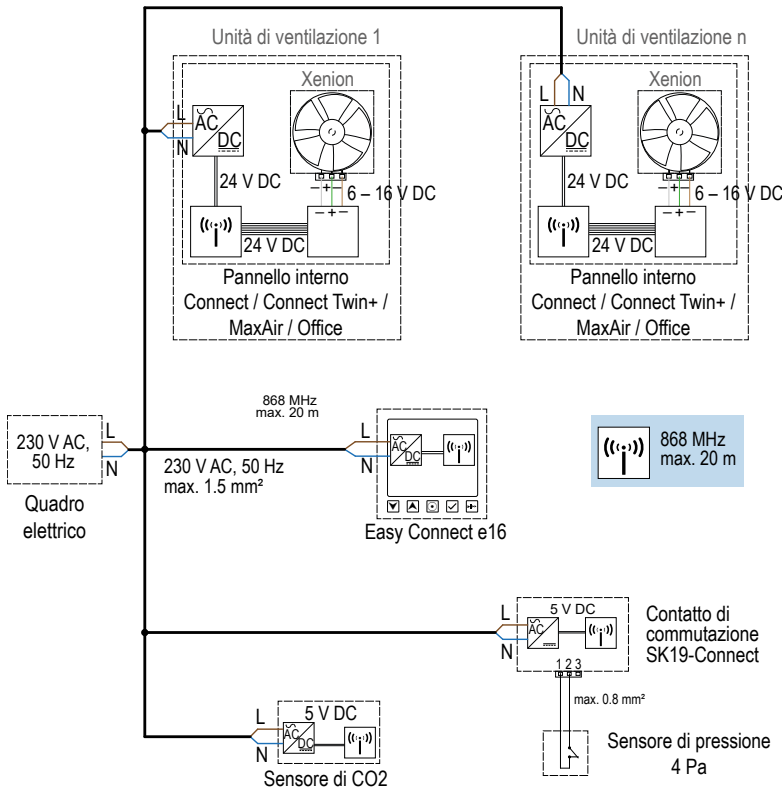 Unità di ventilazione 1
Xenion
L
N
AC
DC
24 V DC
– + –
6 – 16 V DC
– + –
24 V DC
Pannello interno
Connect / Connect Twin+ /
MaxAir / Office
Unità di ventilazione n
Xenion
L N
AC
DC
24 V DC
– + –
6 – 16 V DC
– + –
24 V DC
Pannello interno
Connect / Connect Twin+ /
MaxAir / Office
230 V AC,
50 Hz
L
N
Quadro
elettrico
868 MHz
max. 20 m
230 V AC, 50 Hz
max. 1.5 mm²
L
N
AC
DC
Easy Connect e16
868 MHz
max. 20 m
L
N
5 V DC
AC
1 2 3
Contatto di
commutazione
SK19-Connect
max. 0.8 mm²
Sensore di pressione
4 Pa
L
N
5 V DC
AC
DC
Sensore di CO2